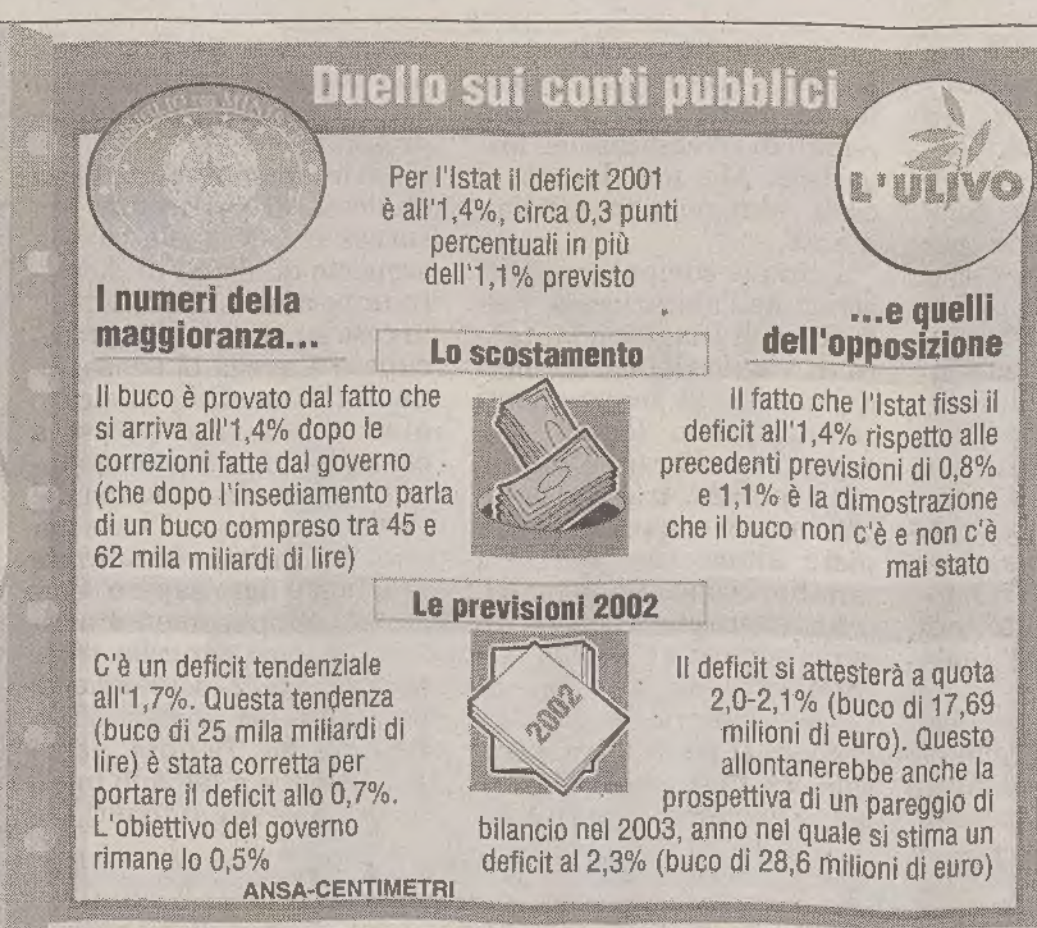 Duello sui conti pubblici
L'ULIVO
Per l'Istat il deficit 2001
è all'1,4%, circa 0,3 punti
percentuali in più
dell'1,1% previsto
I numeri della
maggioranza...
...e quelli
dell'opposizione
Lo scostamento
Il buco è provato dal fatto che
si arriva all'1,4% dopo le
correzioni fatte dal governo
(che dopo l'insediamento parla
di un buco compreso tra 45 e
62 mila miliardi di lire)
Il fatto che l'Istat fissi il
deficit all'1,4% rispetto alle
precedenti previsioni di 0,8%
e 1,1% è la dimostrazione
che il buco non c'è e non c'è
mai stato
Le previsioni 2002
C'è un deficit tendenziale
all'1,7%. Questa tendenza
(buco di 25 mila miliardi di
lire) è stata corretta per
portare il deficit allo 0,7%.
L'obiettivo del governo
rimane lo 0,5%
2002
Il deficit si attesterà a quota
2,0-2,1% (buco di 17,69
milioni di euro). Questo
allontanerebbe anche la
prospettiva di un pareggio di
bilancio nel 2003, anno nel quale si stima un
deficit al 2,3% (buco di 28,6 milioni di euro)
ANSA-CENTIMETRI